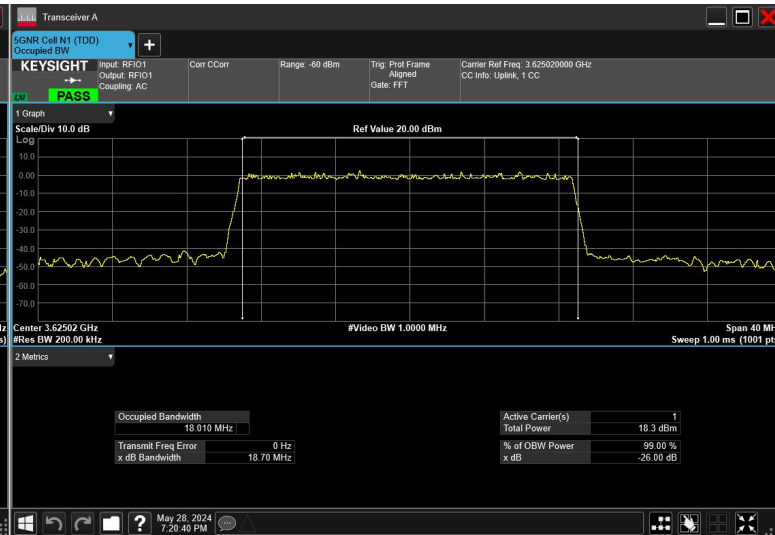 Transceiver A
5GNR Cell N1 (TDD)
Occupied BW
KEYSIGHT
LXI
PASS
Input: RFIO1
Output: RFIO1
Coupling: AC
Corr CCorr
Range: -60 dBm
Trig: Prot Frame
Aligned
Gate: FFT
Carrier Ref Freq: 3.625020000 GHz
CC Info: Uplink, 1 CC
1 Graph
Scale/Div 10.0 dB
Ref Value 20.00 dBm
Log
10.0
0.00
-10.0
-20.0
-30.0
-40.0
-50.0
-60.0
-70.0
Center 3.62502 GHz
#Video BW 1.0000 MHz
Span 40 MH
#Res BW 200.00 kHz
Sweep 1.00 ms (1001 pt
2 Metrics
Occupied Bandwidth
18.010 MHz
Transmit Freq Error 0 Hz
x dB Bandwidth 18.70 MHz
Active Carrier(s) 1
Total Power 18.3 dBm
% of OBW Power 99.00 %
x dB -26.00 dB
May 28, 2024
7:20:40 PM